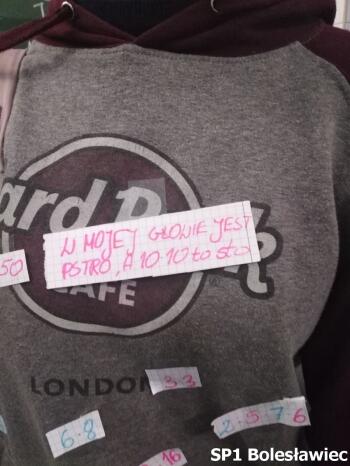 ard R k
W MOJEJ GŁOWIE JEST
PSTRO, A 10·10 to sto
50
CAFE
LONDON
3·3
6·8
2·5 7·6
16
SP1 Bolesławiec